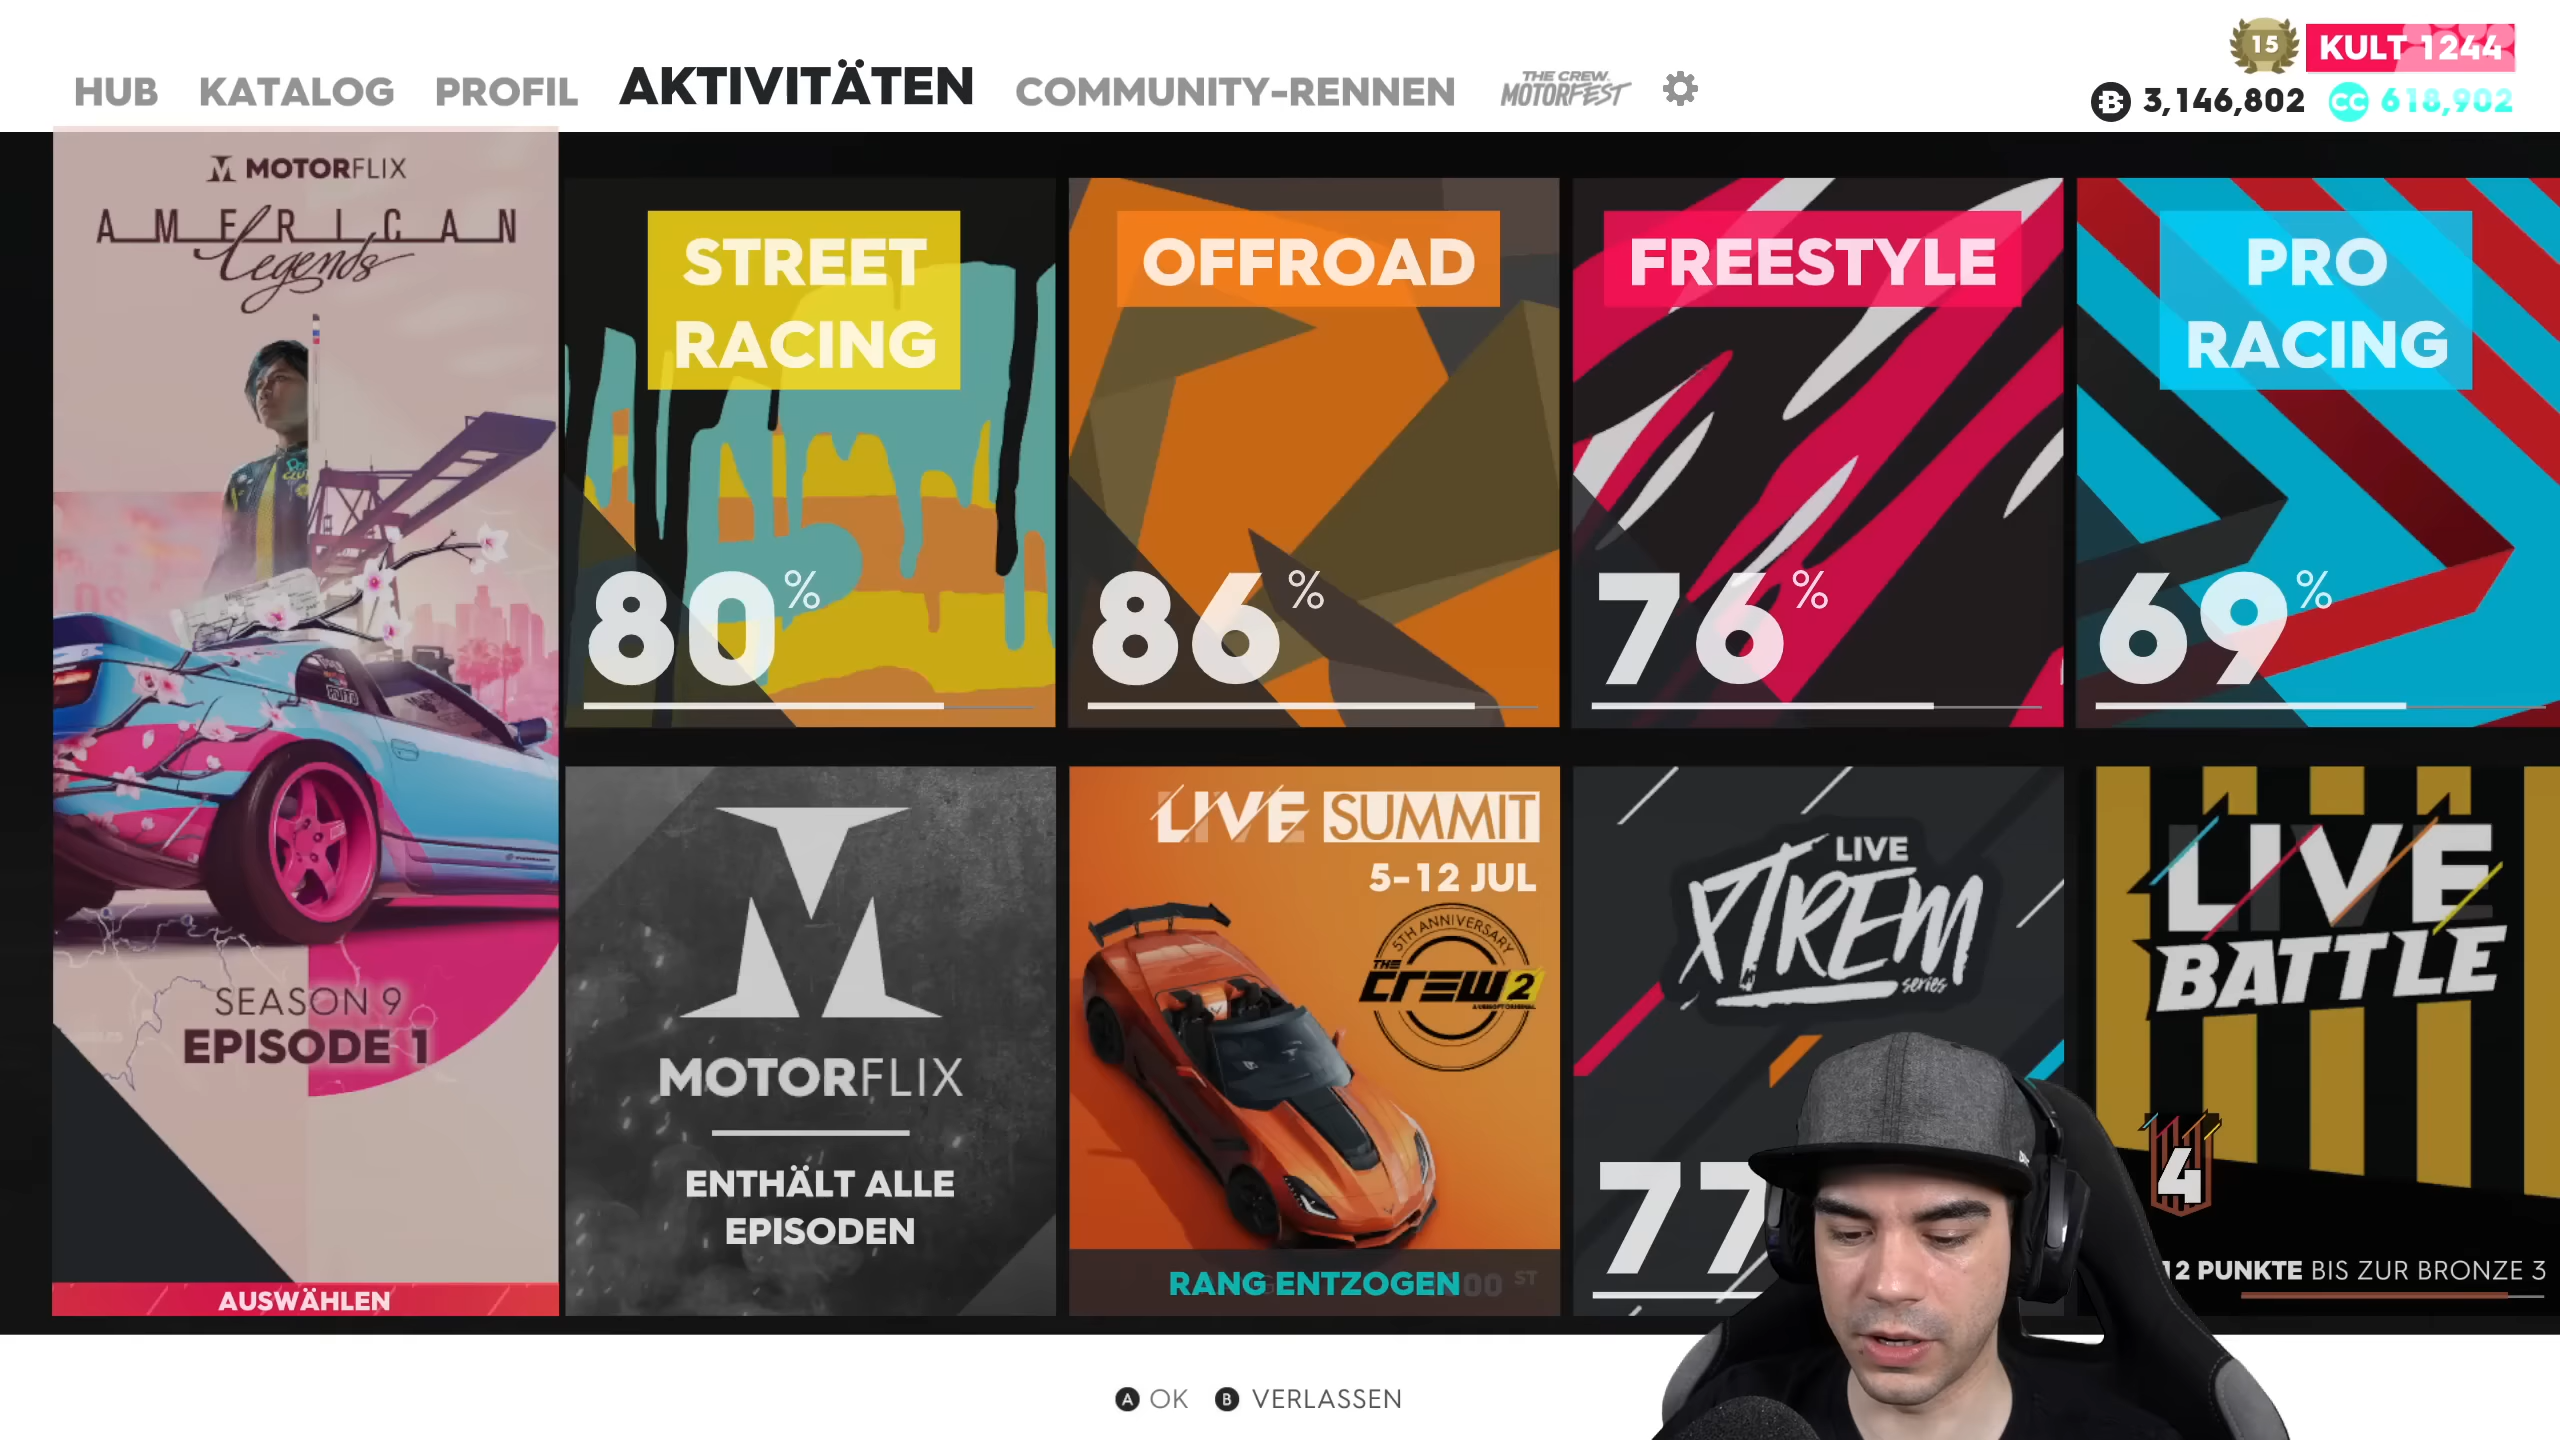 HUB KATALOG PROFIL AKTIVITÄTEN COMMUNITY-RENNEN THE CREW MOTORFEST
15 KULT 1244
3,146,802 CC 618,902
MOTORFLIX
AMERICAN
Legends
SEASON 9
EPISODE 1
AUSWÄHLEN
STREET
RACING
80%
OFFROAD
86%
FREESTYLE
76%
PRO
RACING
69%
MOTORFLIX
ENTHÄLT ALLE
EPISODEN
LIVE SUMMIT
5-12 JUL
5TH ANNIVERSARY
THE
CREW 2
RANG ENTZOGEN
00 ST
LIVE
XTREM
series
77
LIVE
BATTLE
4
12 PUNKTE BIS ZUR BRONZE 3
A OK B VERLASSEN